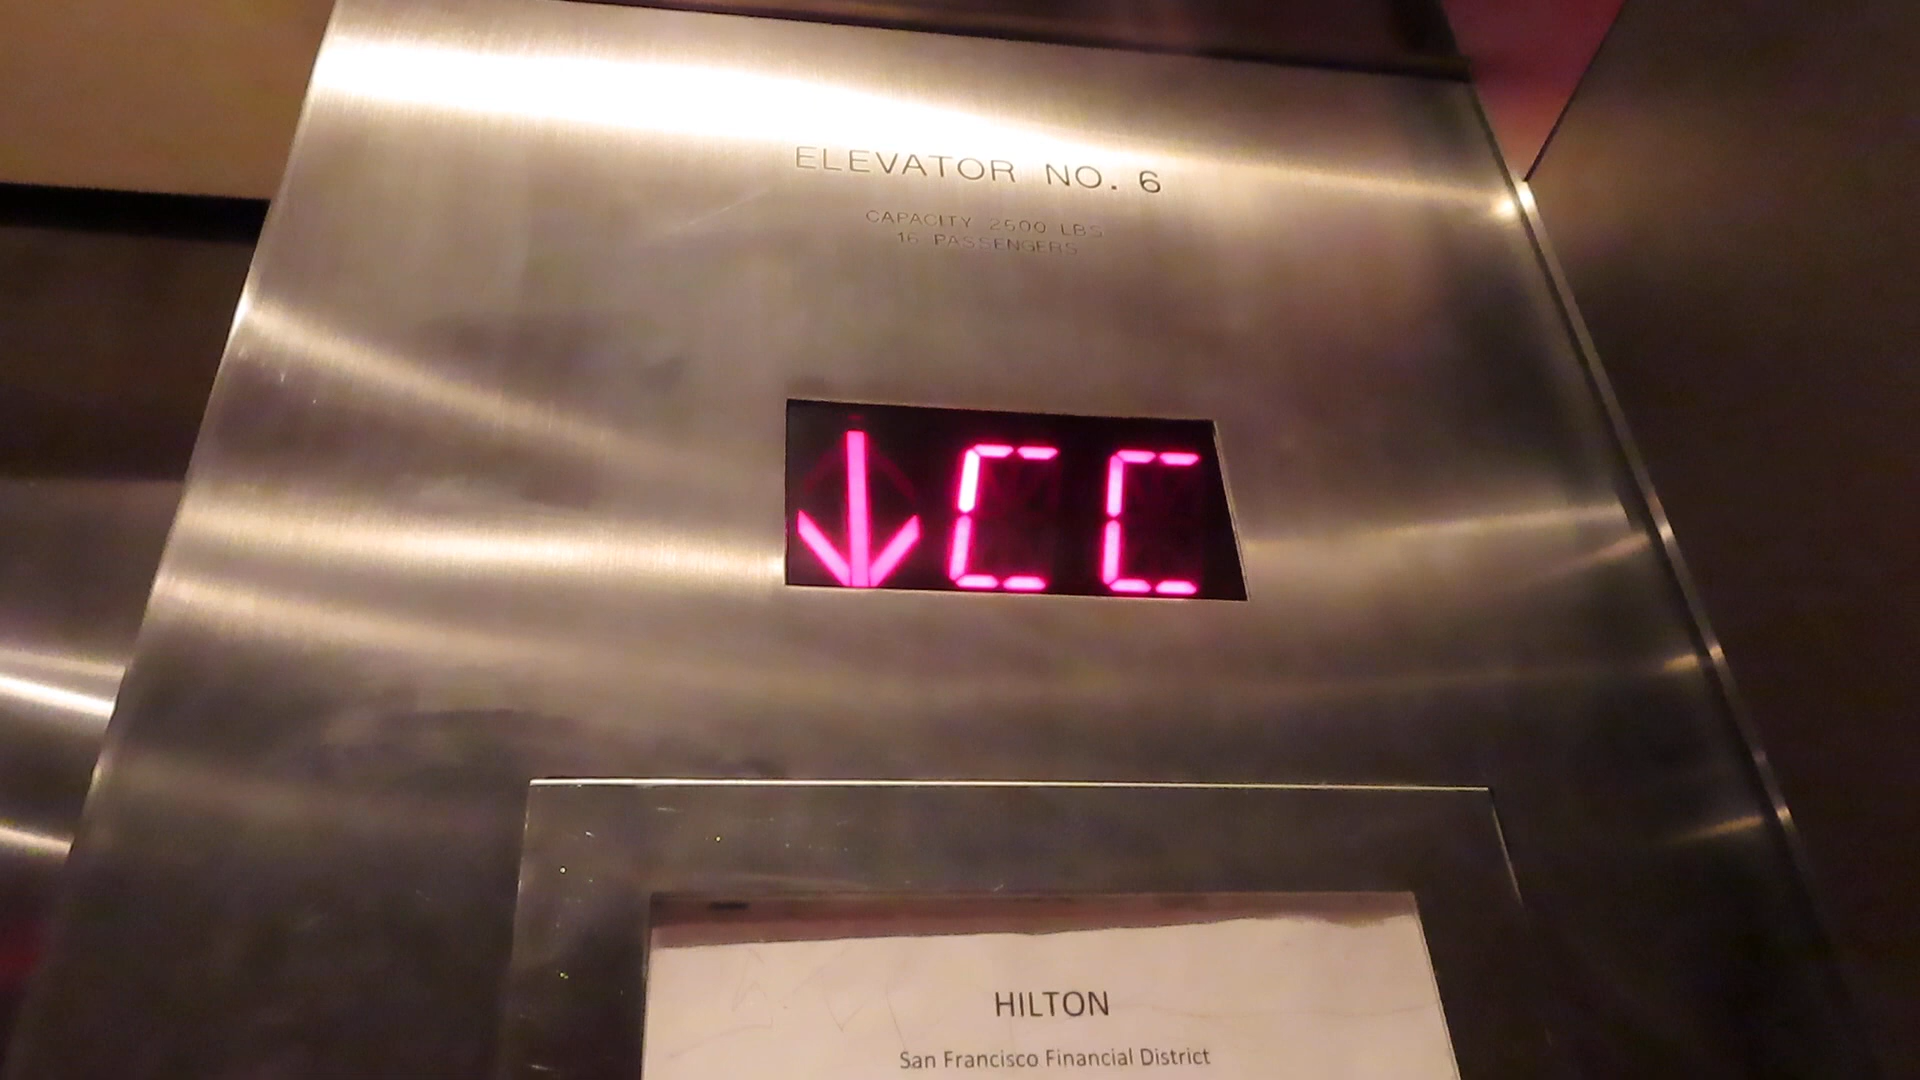 ELEVATOR NO. 6
CAPACITY 2500 LBS
16 PASSENGERS
↓CC
HILTON
San Francisco Financial District